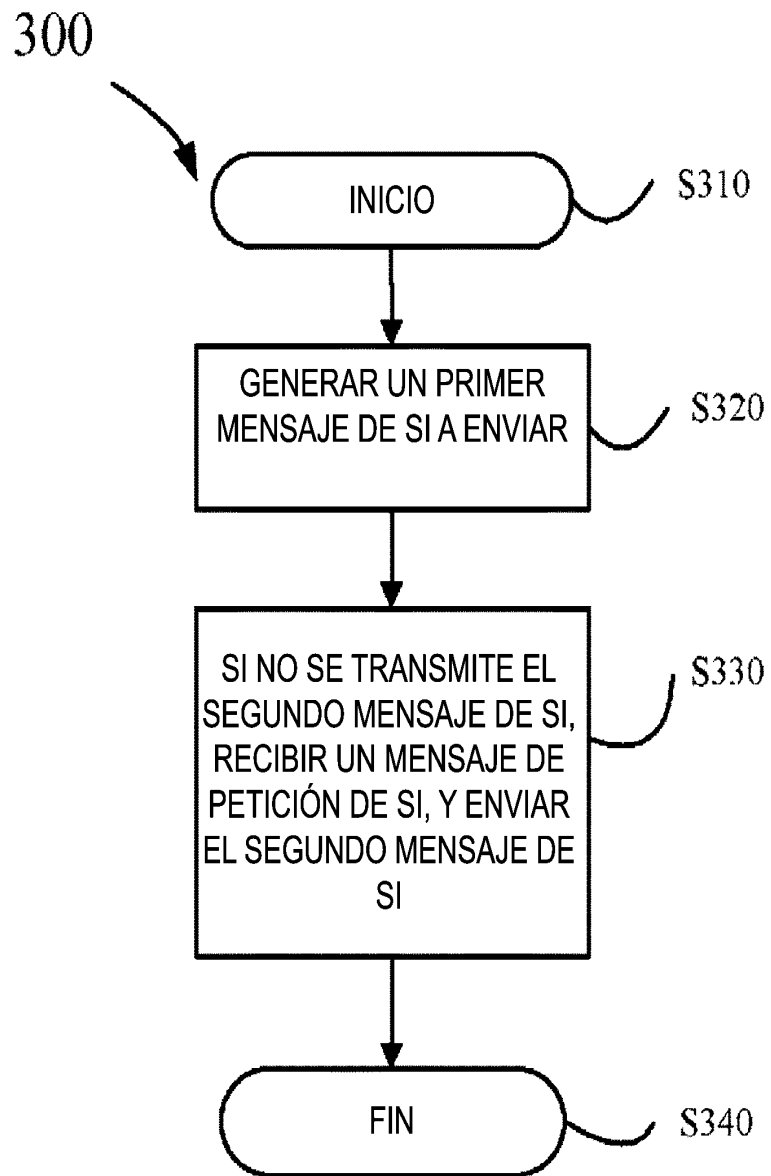 300
INICIO
S310
GENERAR UN PRIMER
MENSAJE DE SI A ENVIAR
S320
SI NO SE TRANSMITE EL
SEGUNDO MENSAJE DE SI,
RECIBIR UN MENSAJE DE
PETICIÓN DE SI, Y ENVIAR
EL SEGUNDO MENSAJE DE
SI
S330
FIN
S340